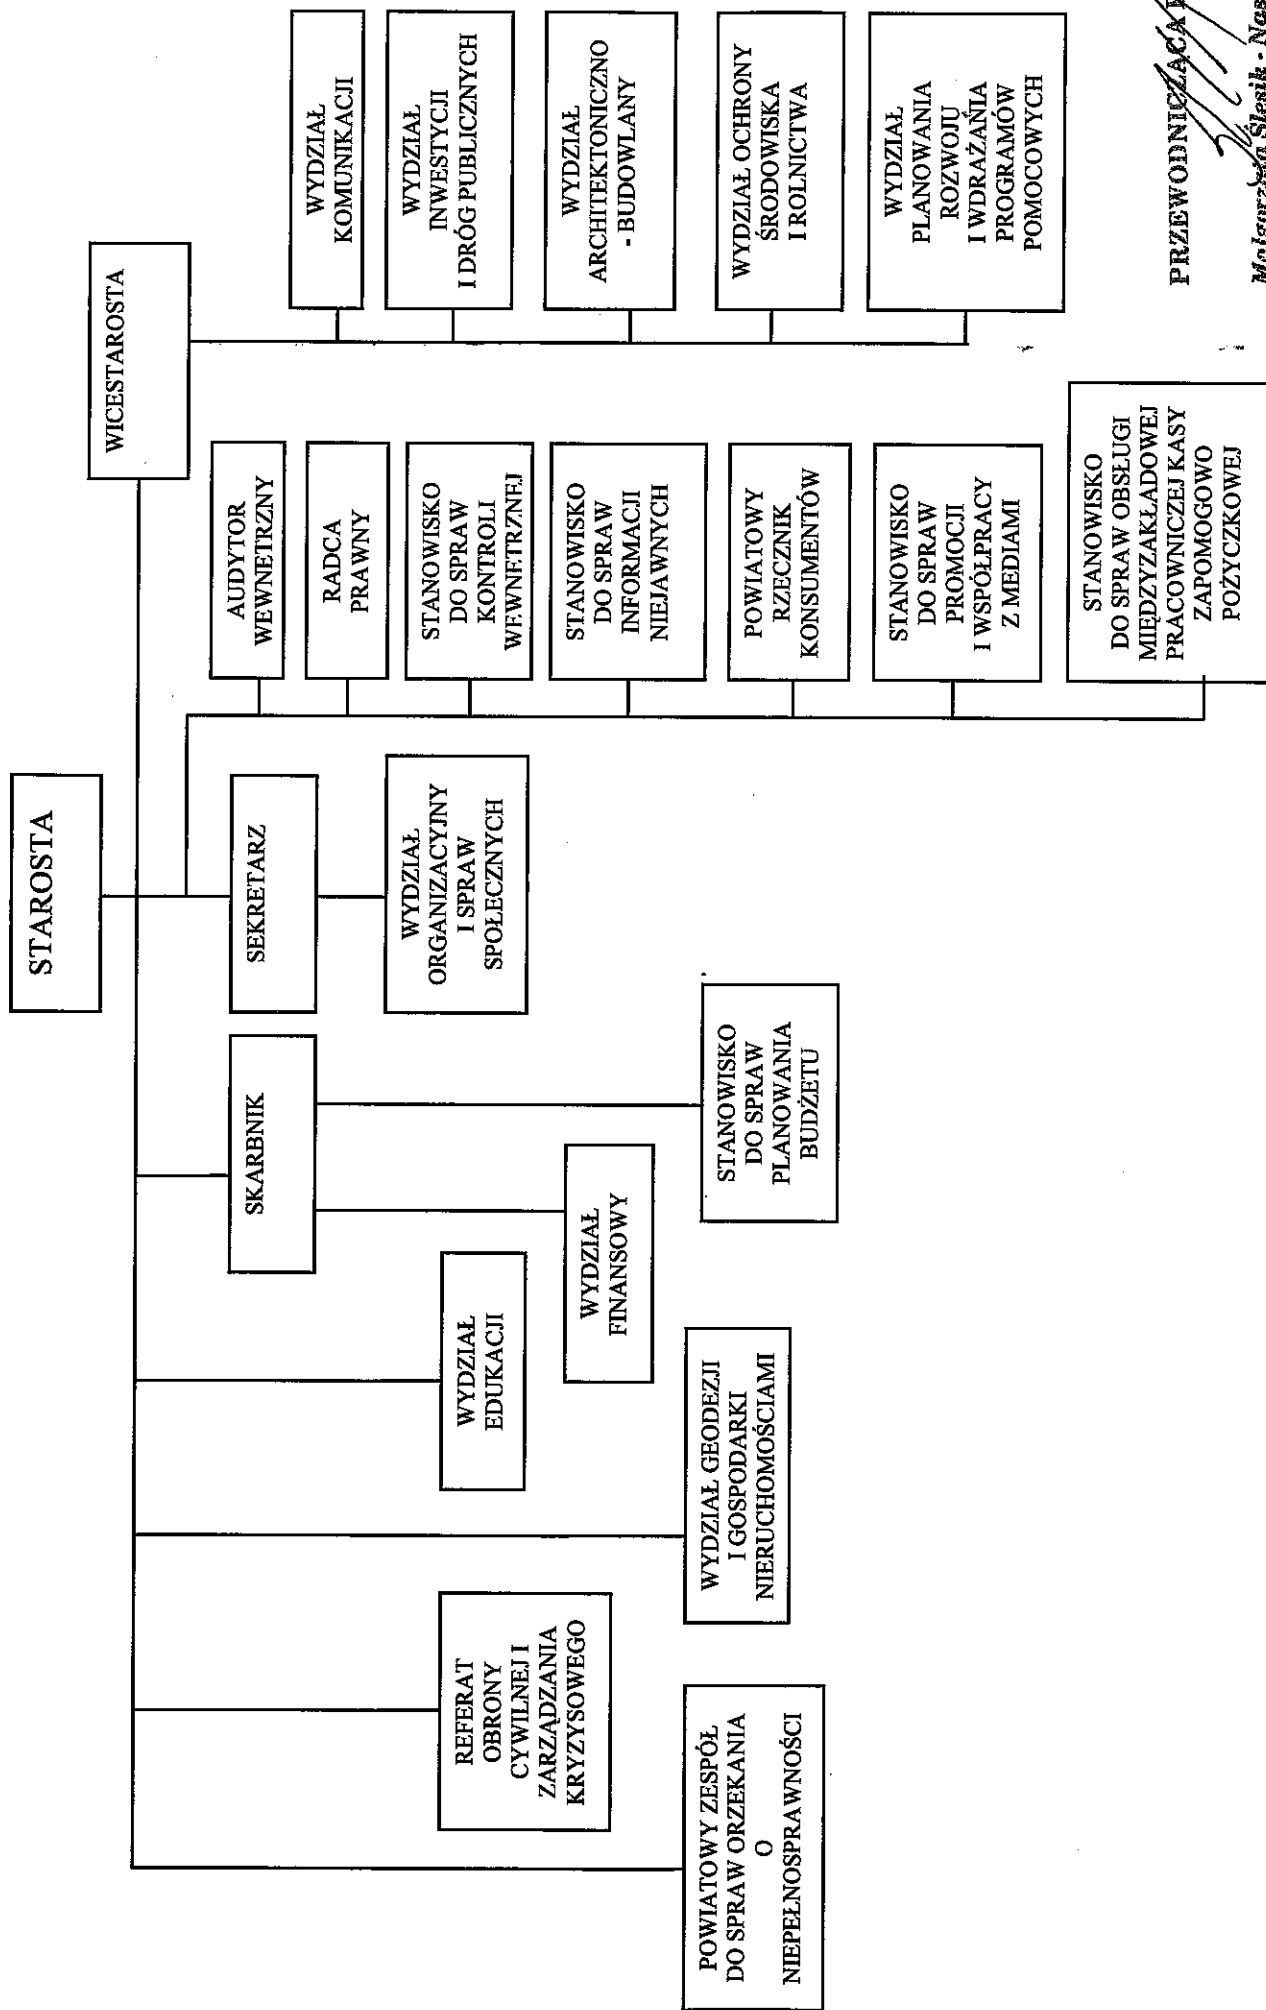 STAROSTA
WICESTAROSTA
SEKRETARZ
SKARBNIK
WYDZIAŁ
ORGANIZACYJNY
I SPRAW
SPOŁECZNYCH
WYDZIAŁ
EDUKACJI
WYDZIAŁ
FINANSOWY
STANOWISKO
DO SPRAW
PLANOWANIA
BUDŻETU
REFERAT
OBRONY
CYWILNEJ I
ZARZĄDZANIA
KRYZYSOWEGO
WYDZIAŁ GEODEZJI
I GOSPODARKI
NIERUCHOMOŚCIAMI
POWIATOWY ZESPÓŁ
DO SPRAW ORZEKANIA
O
NIEPEŁNOSPRAWNOŚCI
AUDYTOR
WEWNETRZNY
RADCA
PRAWNY
STANOWISKO
DO SPRAW
KONTROLI
WEWNETRZNEJ
STANOWISKO
DO SPRAW
INFORMACJI
NIEJAWNYCH
POWIATOWY
RZECZNIK
KONSUMENTÓW
STANOWISKO
DO SPRAW
PROMOCJI
I WSPÓŁPRACY
Z MEDIAMI
STANOWISKO
DO SPRAW OBSŁUGI
MIĘDZYZAKŁADOWEJ
PRACOWNICZEJ KASY
ZAPOMOGOWO
POŻYCZKOWEJ
WYDZIAŁ
KOMUNIKACJI
WYDZIAŁ
INWESTYCJI
I DRÓG PUBLICZNYCH
WYDZIAŁ
ARCHITEKTONICZNO
- BUDOWLANY
WYDZIAŁ OCHRONY
ŚRODOWISKA
I ROLNICTWA
WYDZIAŁ
PLANOWANIA
ROZWOJU
I WDRAŻANIA
PROGRAMÓW
POMOCOWYCH
PRZEWODNICZĄCA
Małgorzata